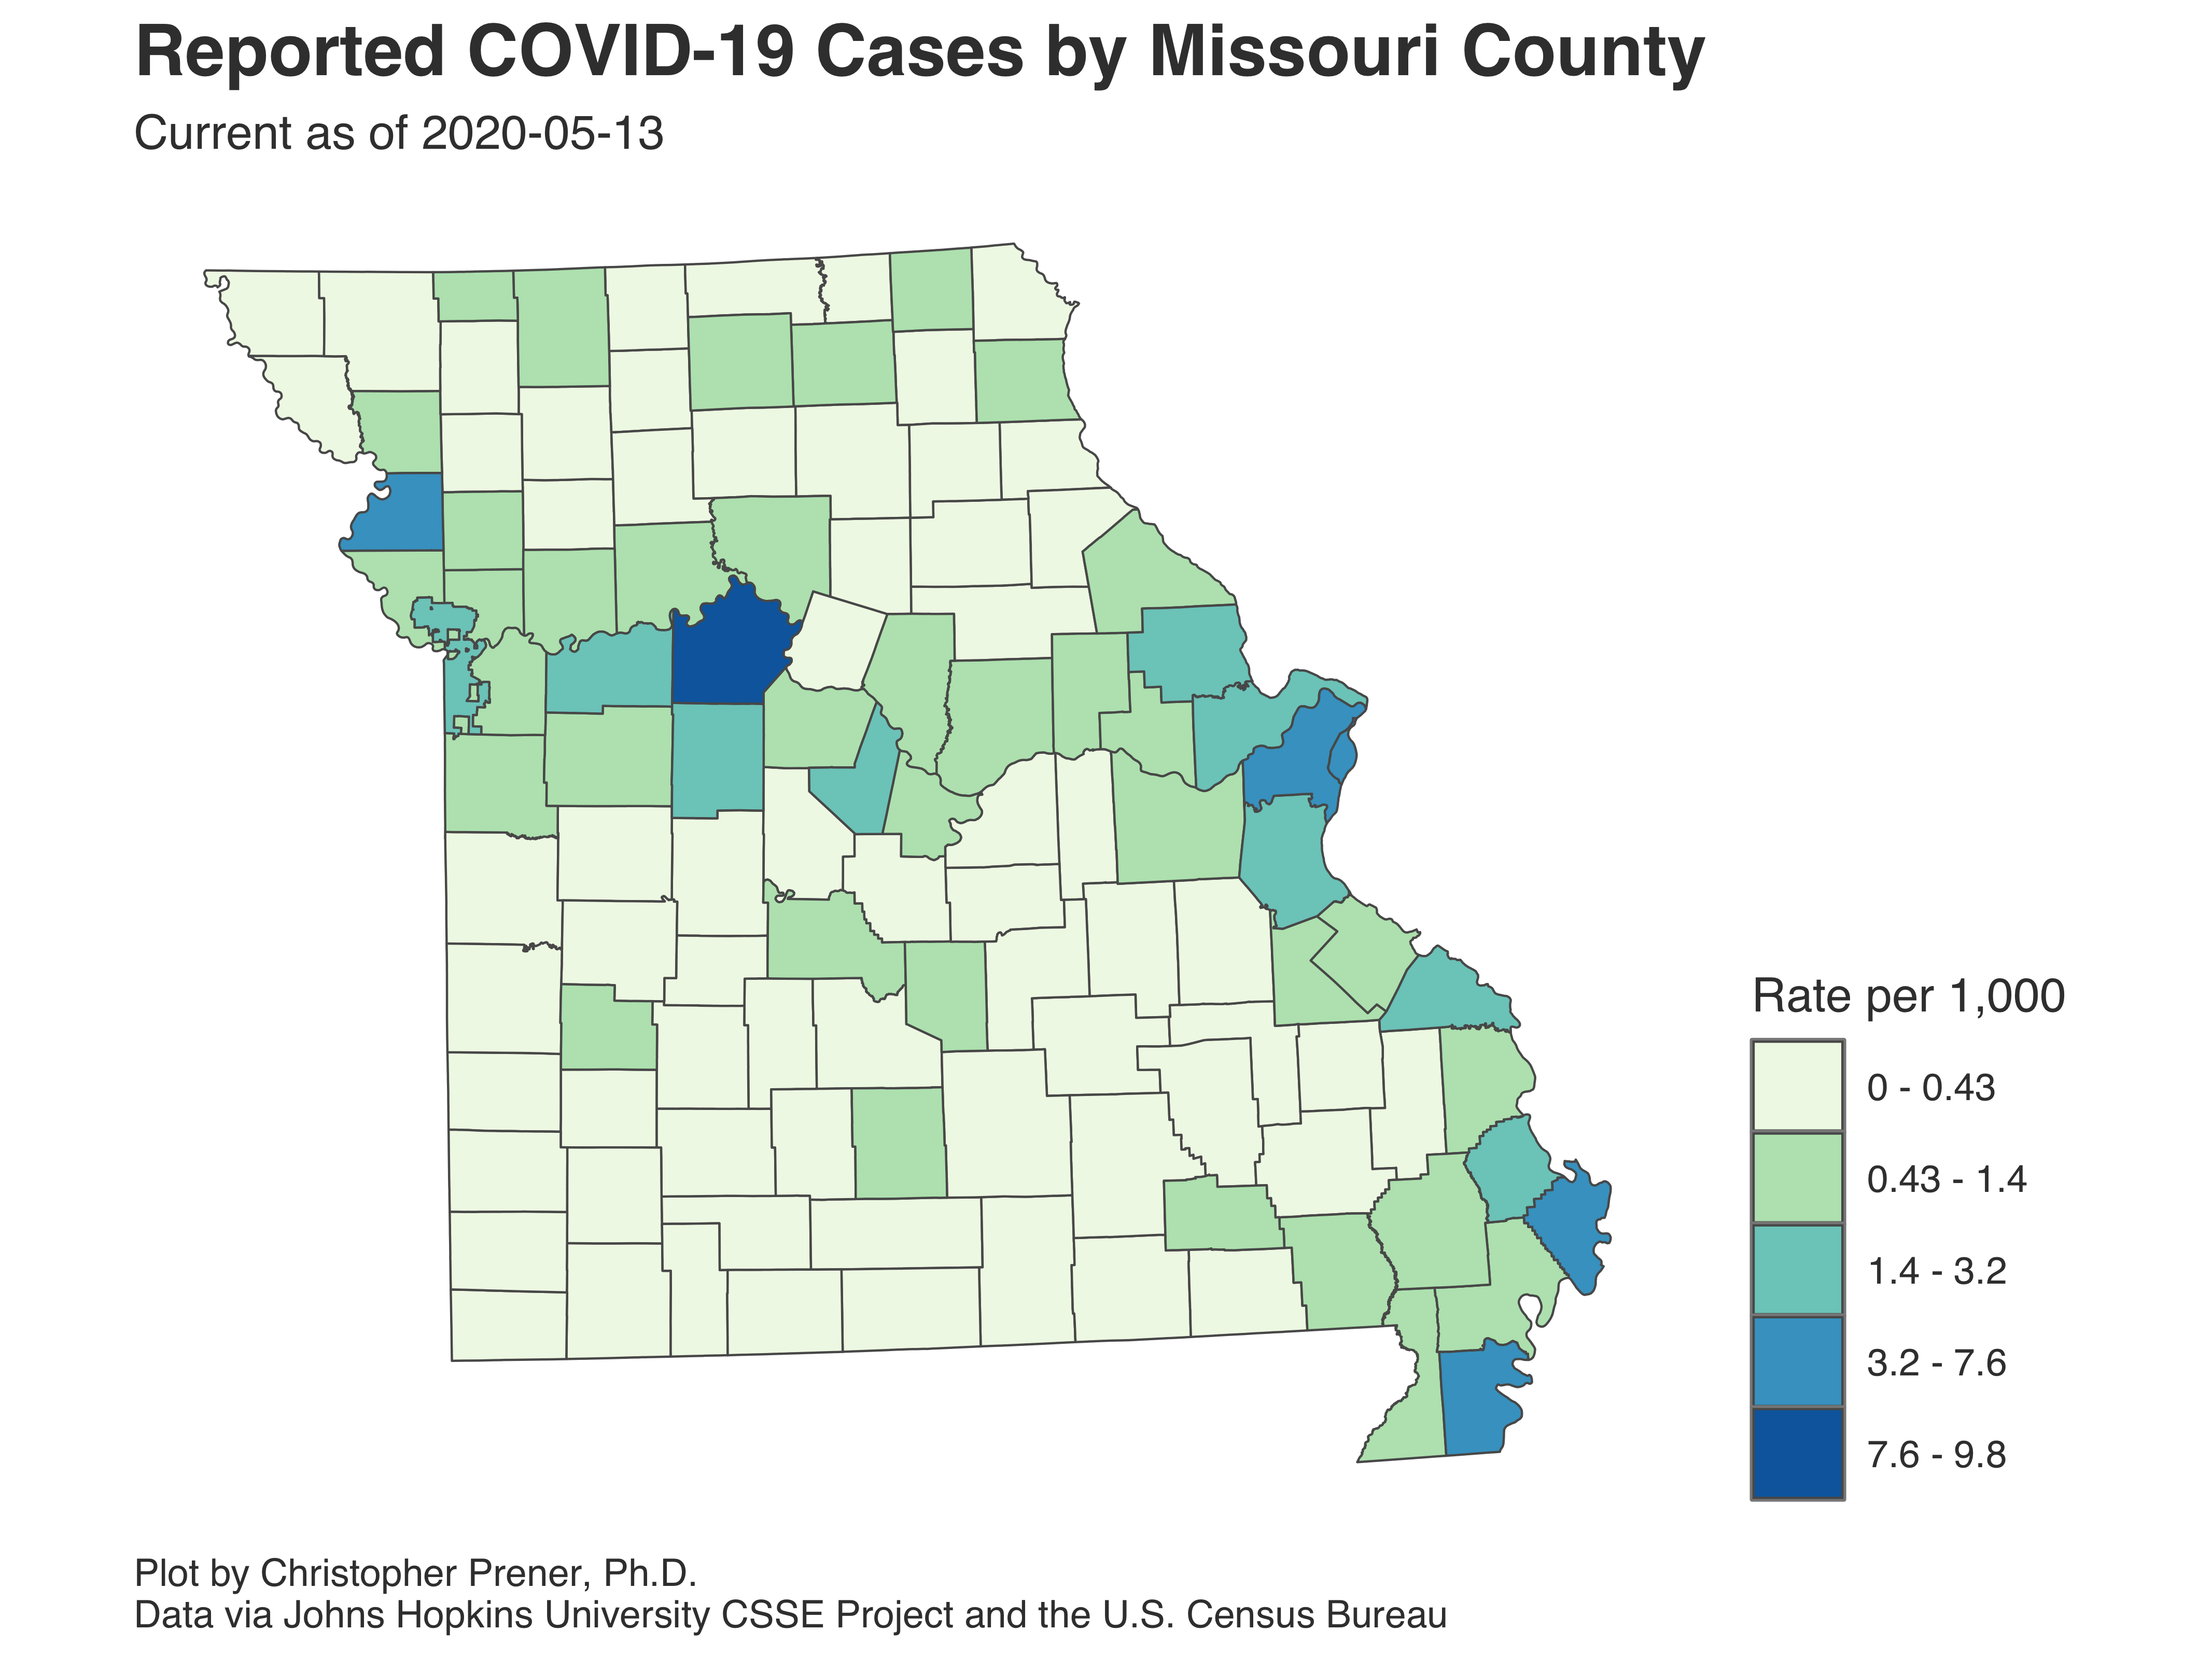 Reported COVID-19 Cases by Missouri County
Current as of 2020-05-13
Rate per 1,000
0 - 0.43
0.43 - 1.4
1.4 - 3.2
3.2 - 7.6
7.6 - 9.8
Plot by Christopher Prener, Ph.D.
Data via Johns Hopkins University CSSE Project and the U.S. Census Bureau